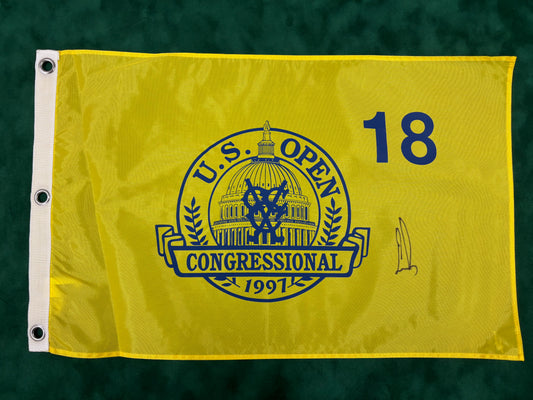 18
U.S. OPEN
CONGRESSIONAL
1997